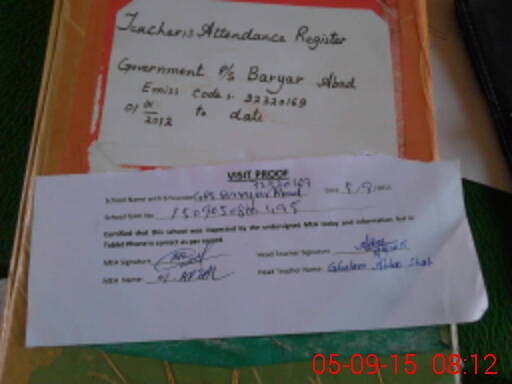 Teacher's Attendance Register
Government P/S Baryar Abad
Emiss Code: 32320169
01/01/2012 to date
VISIT PROOF
School Name with Emiscode GPS Baryar Abad 32320169 Date
School Sim No
Certified that this school was inspected by the undersigned MEA today and information fed in
Tablet Phone is correct as per record.
MEA Signature Head Teacher Signature
MEA Name: Head Teacher Name: Ghulam Abbas Shah
05-09-15 08:12